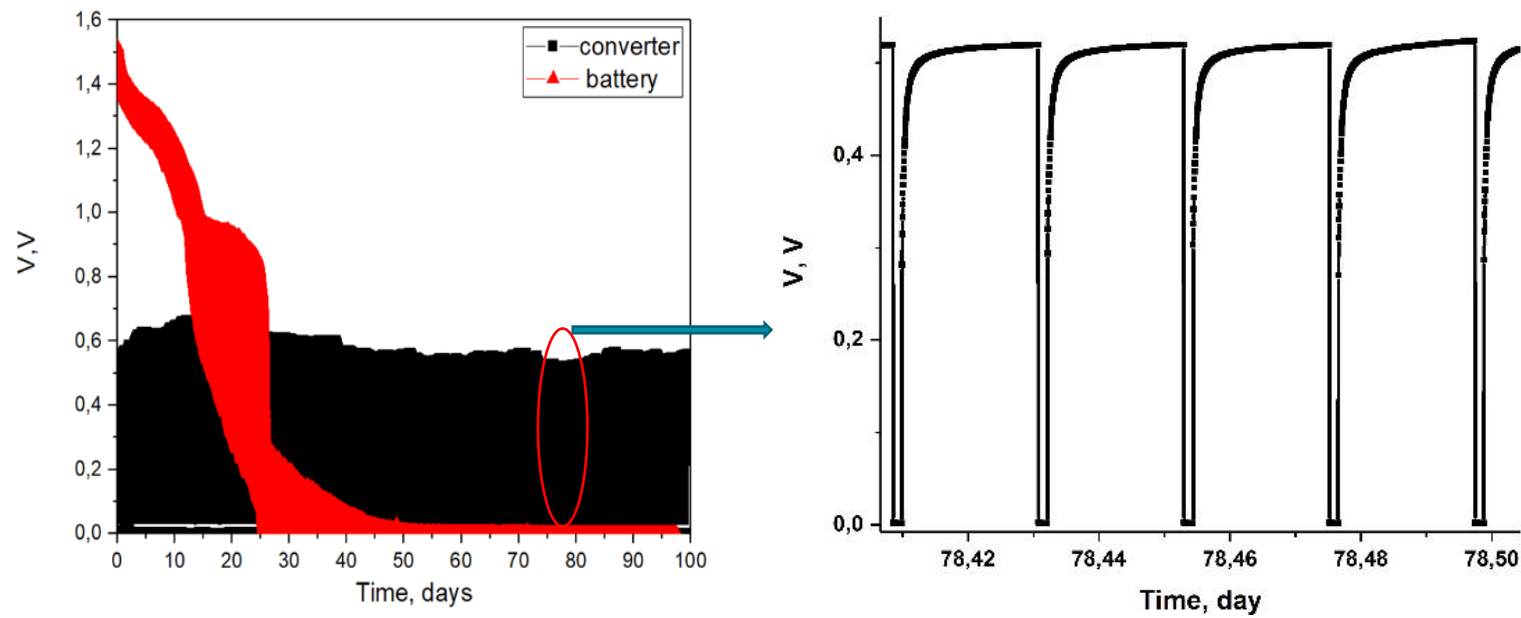 1,6
1,4
1,2
1,0
0,8
0,6
0,4
0,2
0,0
V,V
converter
battery
0 10 20 30 40 50 60 70 80 90 100
Time, days
0,4
0,2
0,0
V, V
78,42 78,44 78,46 78,48 78,50
Time, day